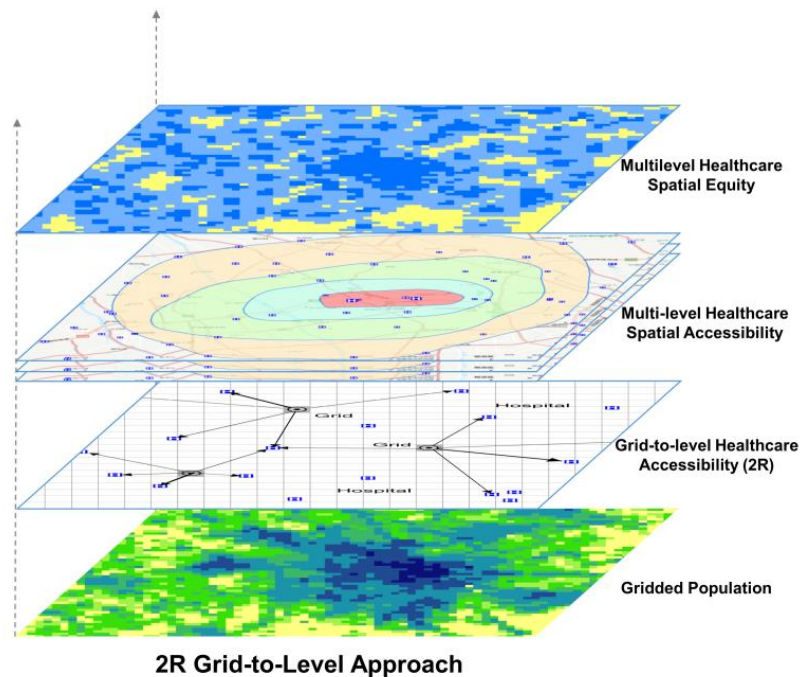 Multilevel Healthcare
Spatial Equity
Multi-level Healthcare
Spatial Accessibility
Hospital
Grid
Grid
Hospital
Grid-to-level Healthcare
Accessibility (2R)
Gridded Population
2R Grid-to-Level Approach